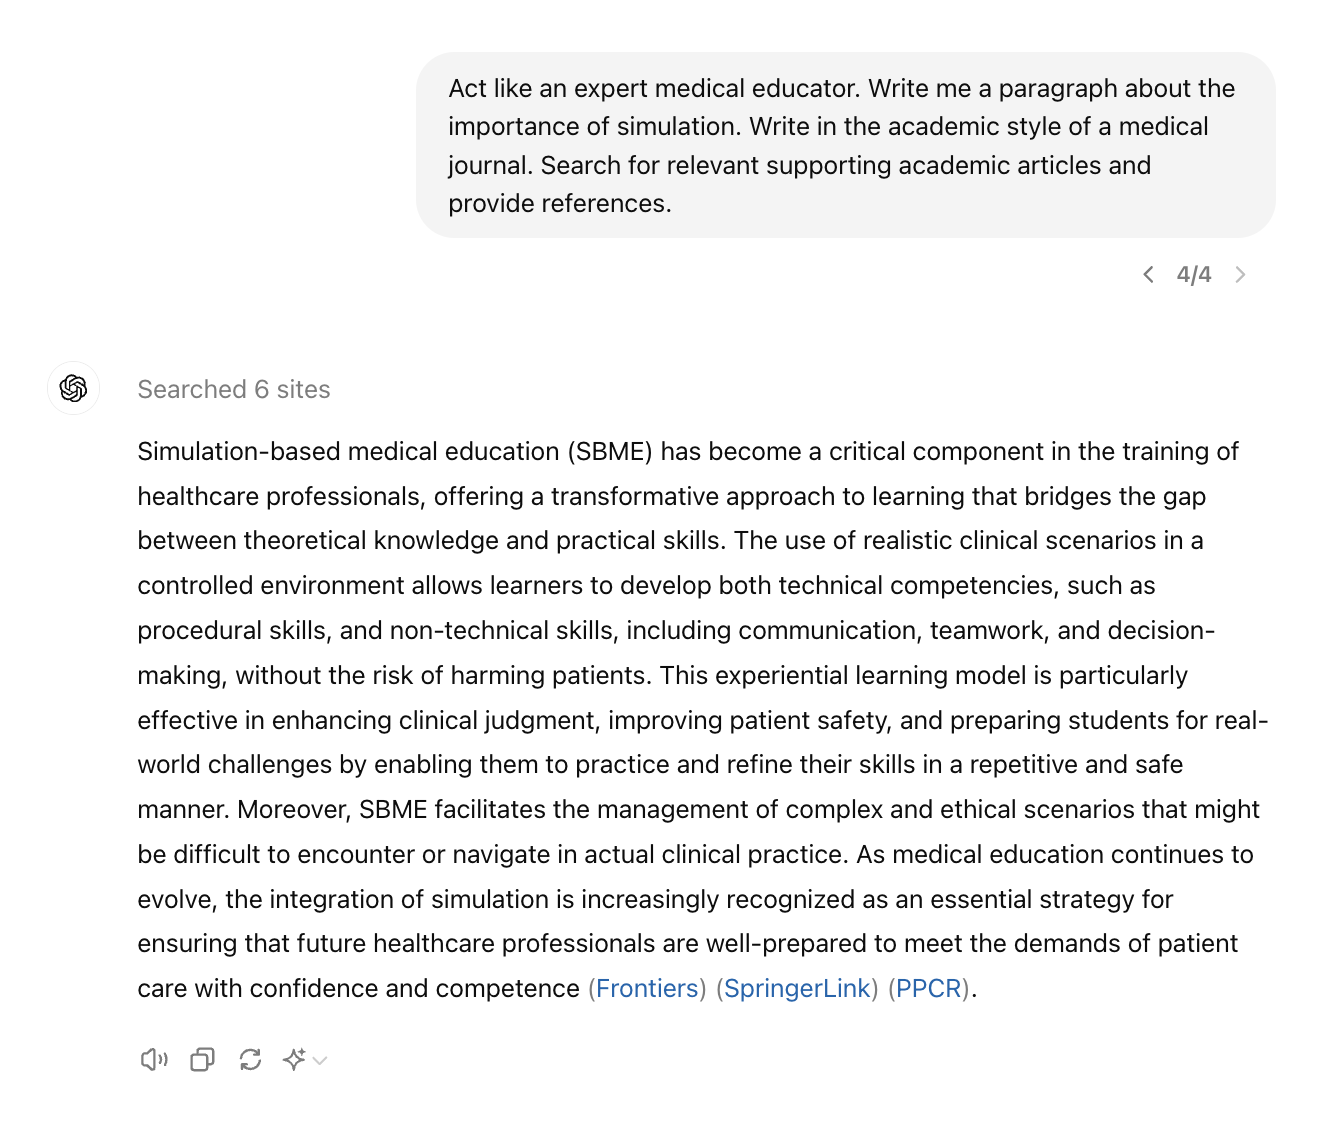 Act like an expert medical educator. Write me a paragraph about the
importance of simulation. Write in the academic style of a medical
journal. Search for relevant supporting academic articles and
provide references.
4/4
Searched 6 sites
Simulation-based medical education (SBME) has become a critical component in the training of
healthcare professionals, offering a transformative approach to learning that bridges the gap
between theoretical knowledge and practical skills. The use of realistic clinical scenarios in a
controlled environment allows learners to develop both technical competencies, such as
procedural skills, and non-technical skills, including communication, teamwork, and decision-
making, without the risk of harming patients. This experiential learning model is particularly
effective in enhancing clinical judgment, improving patient safety, and preparing students for real-
world challenges by enabling them to practice and refine their skills in a repetitive and safe
manner. Moreover, SBME facilitates the management of complex and ethical scenarios that might
be difficult to encounter or navigate in actual clinical practice. As medical education continues to
evolve, the integration of simulation is increasingly recognized as an essential strategy for
ensuring that future healthcare professionals are well-prepared to meet the demands of patient
care with confidence and competence (Frontiers) (SpringerLink) (PPCR).